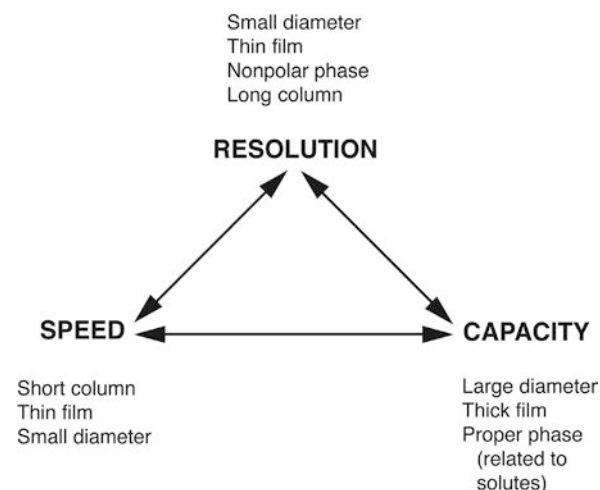 Small diameter
Thin film
Nonpolar phase
Long column
RESOLUTION
SPEED
CAPACITY
Short column
Thin film
Small diameter
Large diameter
Thick film
Proper phase
(related to
solutes)